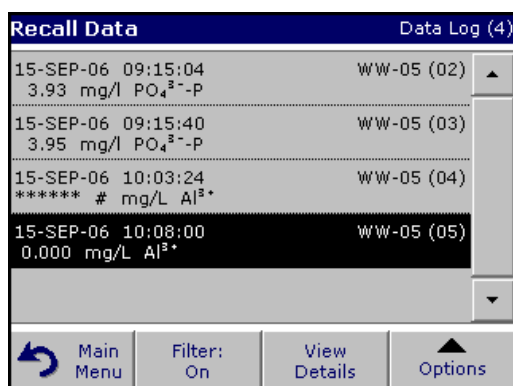 Recall Data Data Log (4)
15-SEP-06 09:15:04 WW-05 (02)
3.93 mg/l PO₄³⁻-P
15-SEP-06 09:15:40 WW-05 (03)
3.95 mg/l PO₄³⁻-P
15-SEP-06 10:03:24 WW-05 (04)
****** # mg/L Al³⁺
15-SEP-06 10:08:00 WW-05 (05)
0.000 mg/L Al³⁺
Main Menu
Filter: On
View Details
Options